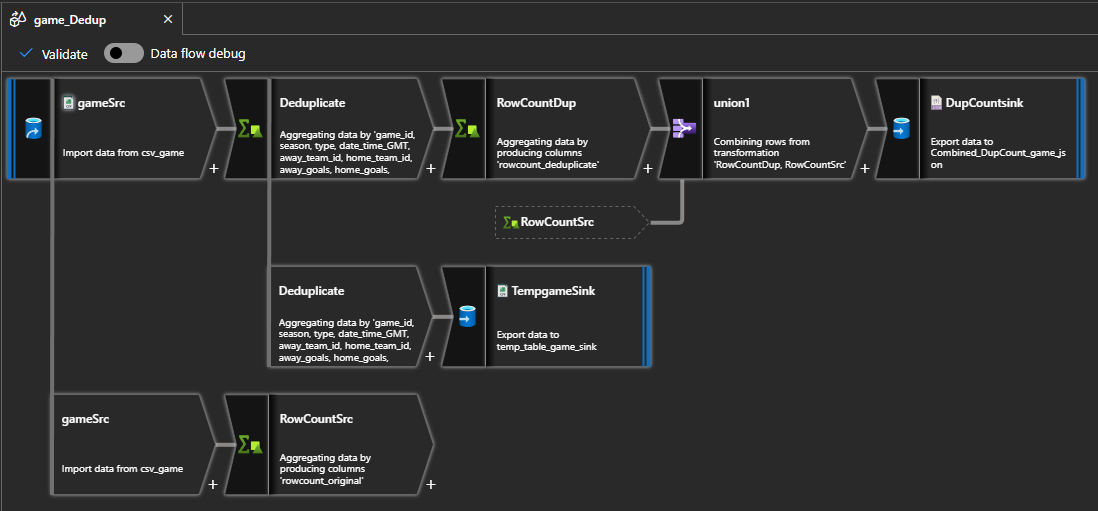 game_Dedup
Validate
Data flow debug
gameSrc
Import data from csv_game
+
Deduplicate
Aggregating data by 'game_id,
season, type, date_time_GMT,
away_team_id, home_team_id,
away_goals, home_goals,
+
RowCountDup
Aggregating data by
producing columns
'rowcount_deduplicate'
+
union1
Combining rows from
transformation
'RowCountDup, RowCountSrc'
+
DupCountsink
Export data to
Combined_DupCount_game_js
on
+
RowCountSrc
Deduplicate
Aggregating data by 'game_id,
season, type, date_time_GMT,
away_team_id, home_team_id,
away_goals, home_goals,
+
TempgameSink
Export data to
temp_table_game_sink
gameSrc
Import data from csv_game
+
RowCountSrc
Aggregating data by
producing columns
'rowcount_original'
+